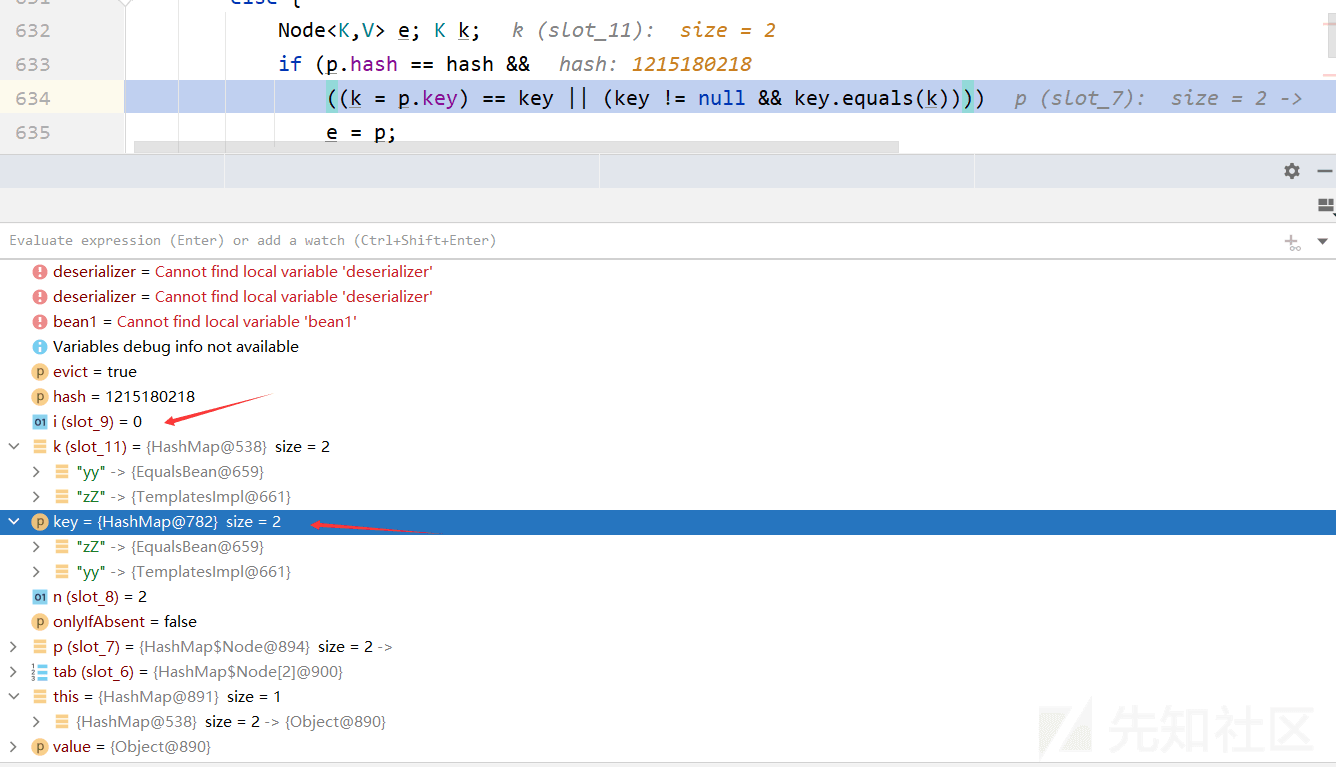 631 else {
632 Node<K,V> e; K k; k (slot_11): size = 2
633 if (p.hash == hash && hash: 1215180218
634 ((k = p.key) == key || (key != null && key.equals(k)))) p (slot_7): size = 2 ->
635 e = p;
Evaluate expression (Enter) or add a watch (Ctrl+Shift+Enter)
deserializer = Cannot find local variable 'deserializer'
deserializer = Cannot find local variable 'deserializer'
bean1 = Cannot find local variable 'bean1'
Variables debug info not available
p evict = true
p hash = 1215180218
01 i (slot_9) = 0
k (slot_11) = {HashMap@538} size = 2
"yy" -> {EqualsBean@659}
"zZ" -> {TemplatesImpl@661}
p key = {HashMap@782} size = 2
"zZ" -> {EqualsBean@659}
"yy" -> {TemplatesImpl@661}
01 n (slot_8) = 2
p onlyIfAbsent = false
p (slot_7) = {HashMap$Node@894} size = 2 ->
tab (slot_6) = {HashMap$Node[2]@900}
this = {HashMap@891} size = 1
{HashMap@538} size = 2 -> {Object@890}
p value = {Object@890}
先知社区